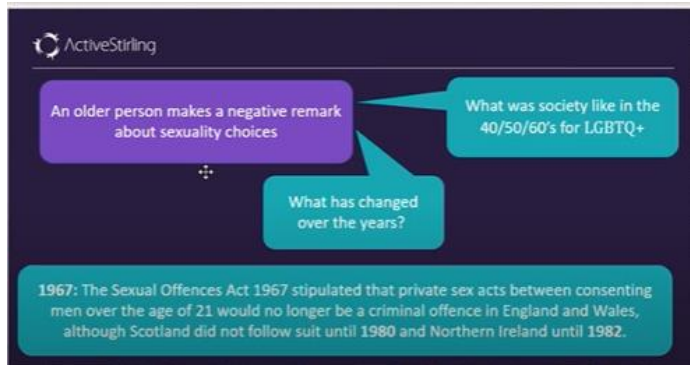 ActiveStirling
An older person makes a negative remark
about sexuality choices
What was society like in the
40/50/60's for LGBTQ+
What has changed
over the years?
1967: The Sexual Offences Act 1967 stipulated that private sex acts between consenting
men over the age of 21 would no longer be a criminal offence in England and Wales,
although Scotland did not follow suit until 1980 and Northern Ireland until 1982.